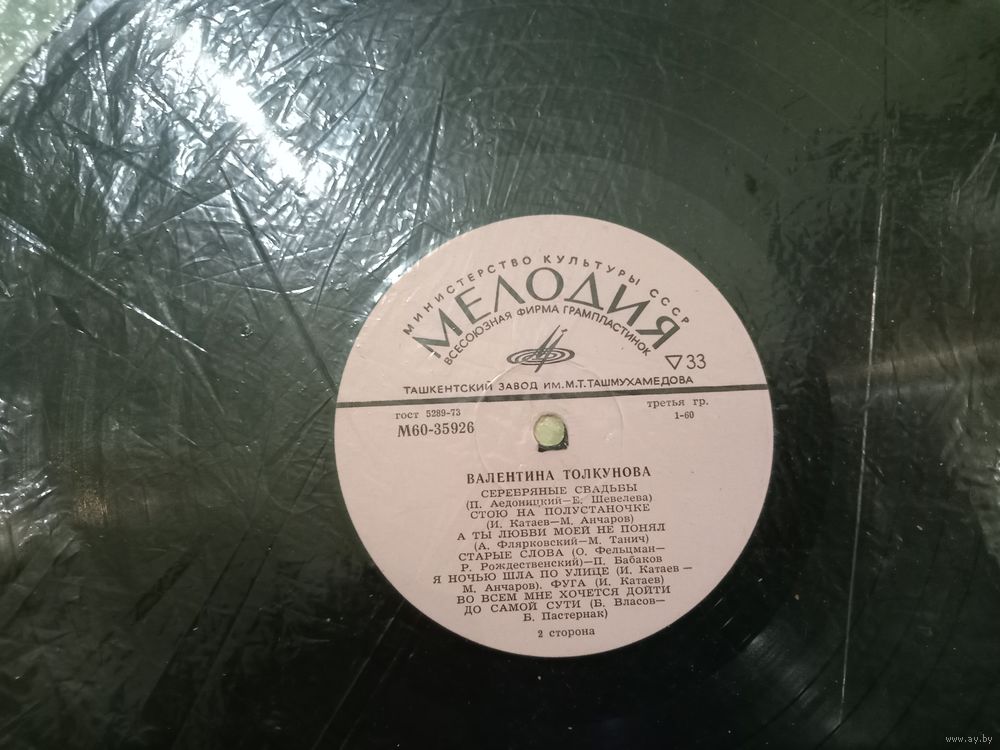 МИНИСТЕРСТВО КУЛЬТУРЫ СССР
МЕЛОДИЯ
ВСЕСОЮЗНАЯ ФИРМА ГРАМПЛАСТИНОК
33
ТАШКЕНТСКИЙ ЗАВОД ИМ. М.Т. ТАШМУХАМЕДОВА
гост 5289-73
третья гр.
М60-35926
1-60
ВАЛЕНТИНА ТОЛКУНОВА
СЕРЕБРЯНЫЕ СВАДЬБЫ
(П. Аедоницкий—Е. Шевелева)
СТОЮ НА ПОЛУСТАНОЧКЕ
(И. Катаев—М. Анчаров)
А ТЫ ЛЮБВИ МОЕЙ НЕ ПОНЯЛ
(А. Флярковский—М. Танич)
СТАРЫЕ СЛОВА (О. Фельцман—
Р. Рождественский)—П. Бабаков
Я НОЧЬЮ ШЛА ПО УЛИЦЕ (И. Катаев—
М. Анчаров). ФУГА (И. Катаев)
ВО ВСЕМ МНЕ ХОЧЕТСЯ ДОЙТИ
ДО САМОЙ СУТИ (Б. Власов—
Б. Пастернак)
2 сторона
www.ay.by